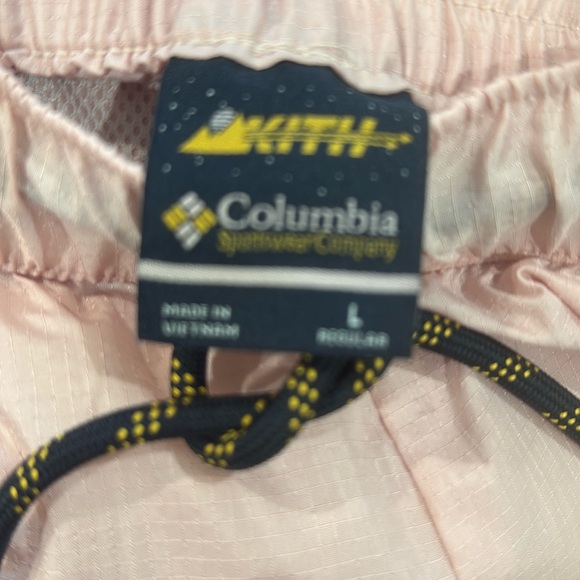 KITH
Columbia
Sportswear Company
MADE IN
VIETNAM
L
REGULAR